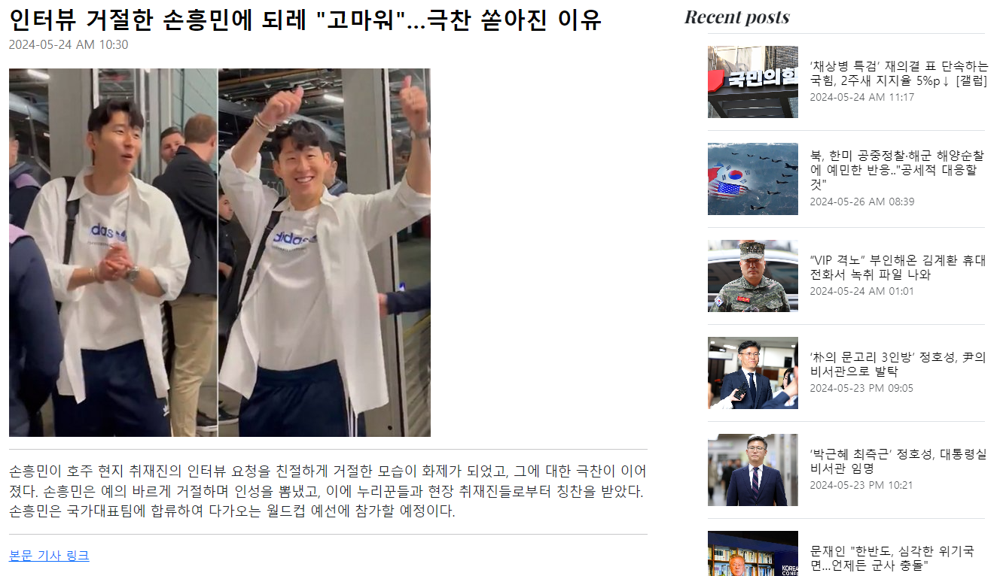 인터뷰 거절한 손흥민에 되레 "고마워"...극찬 쏟아진 이유
2024-05-24 AM 10:30
das
adidas
손흥민이 호주 현지 취재진의 인터뷰 요청을 친절하게 거절한 모습이 화제가 되었고, 그에 대한 극찬이 이어
졌다. 손흥민은 예의 바르게 거절하며 인성을 뽐냈고, 이에 누리꾼들과 현장 취재진들로부터 칭찬을 받았다.
손흥민은 국가대표팀에 합류하여 다가오는 월드컵 예선에 참가할 예정이다.
본문 기사 링크
Recent posts
국민의힘
‘채상병 특검’ 재의결 표 단속하는
국힘, 2주새 지지율 5%p↓ [갤럽]
2024-05-24 AM 11:17
북, 한미 공중정찰·해군 해양순찰
에 예민한 반응.."공세적 대응할
것"
2024-05-26 AM 08:39
“VIP 격노” 부인해온 김계환 휴대
전화서 녹취 파일 나와
2024-05-24 AM 01:01
‘朴의 문고리 3인방’ 정호성, 尹의
비서관으로 발탁
2024-05-23 PM 09:05
‘박근혜 최측근’ 정호성, 대통령실
비서관 임명
2024-05-23 PM 10:21
KOREA
CONF
문재인 "한반도, 심각한 위기국
면…언제든 군사 충돌"